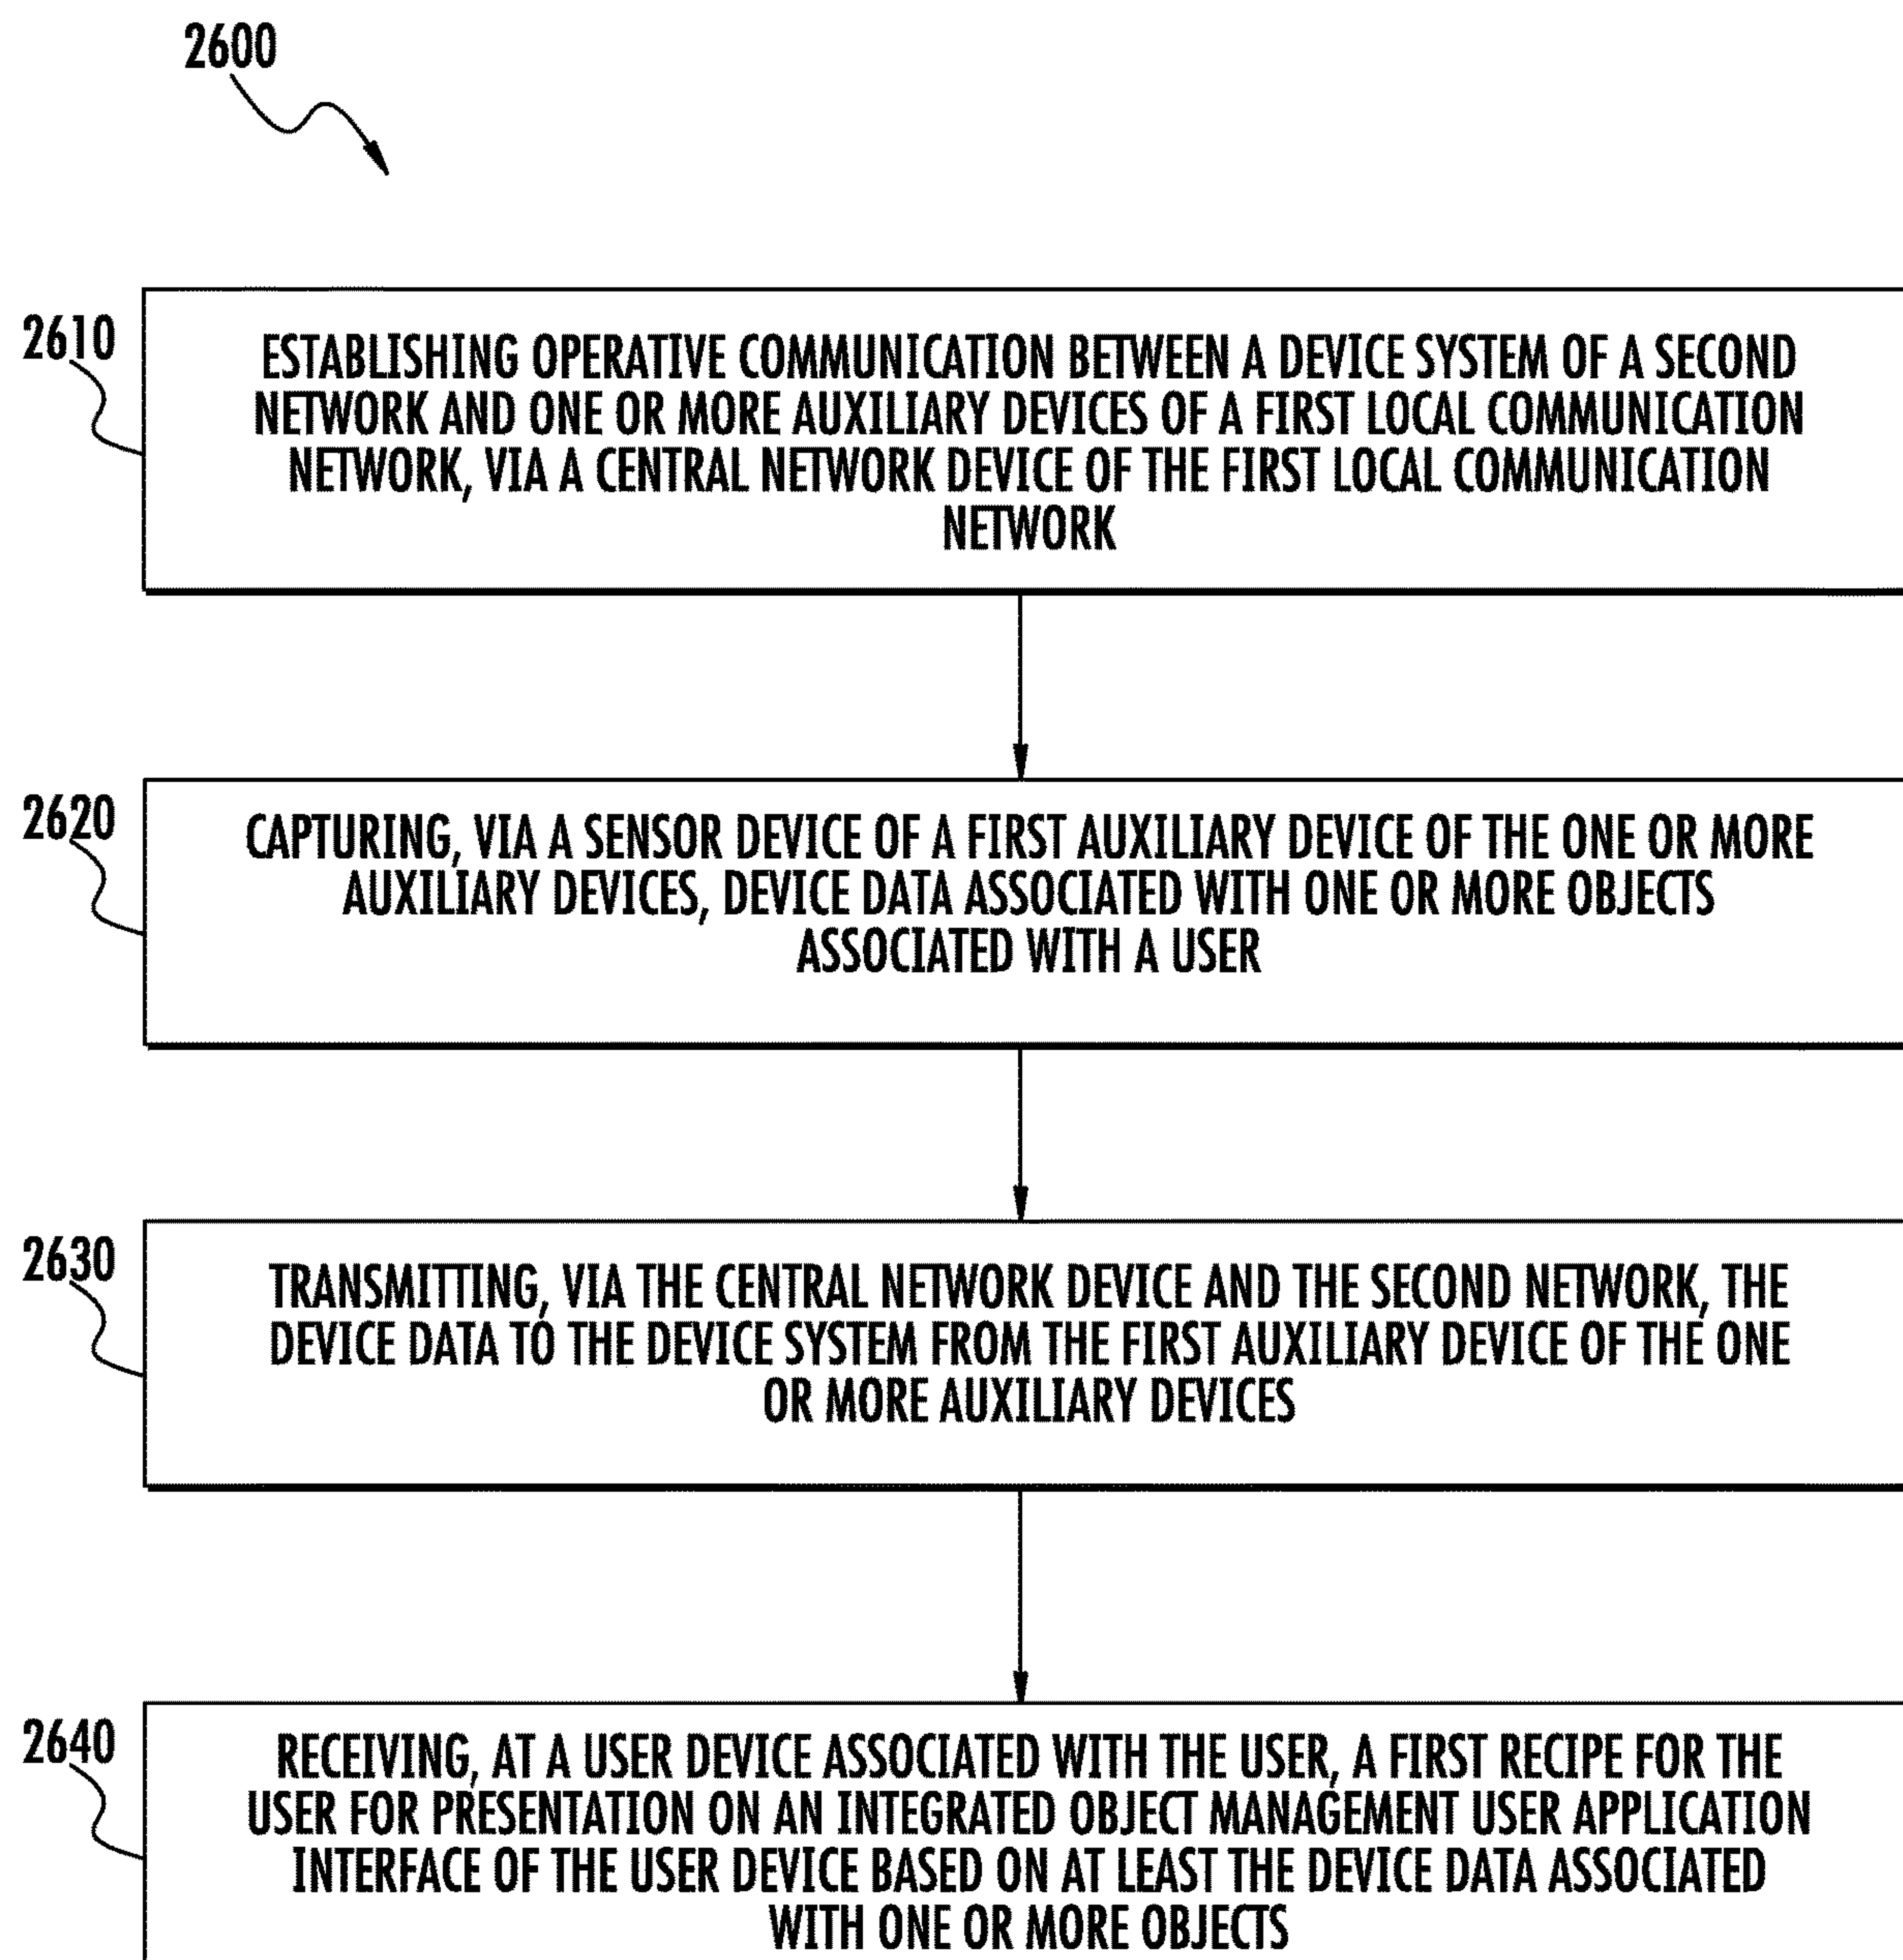 2600
2610
ESTABLISHING OPERATIVE COMMUNICATION BETWEEN A DEVICE SYSTEM OF A SECOND
NETWORK AND ONE OR MORE AUXILIARY DEVICES OF A FIRST LOCAL COMMUNICATION
NETWORK, VIA A CENTRAL NETWORK DEVICE OF THE FIRST LOCAL COMMUNICATION
NETWORK
2620
CAPTURING, VIA A SENSOR DEVICE OF A FIRST AUXILIARY DEVICE OF THE ONE OR MORE
AUXILIARY DEVICES, DEVICE DATA ASSOCIATED WITH ONE OR MORE OBJECTS
ASSOCIATED WITH A USER
2630
TRANSMITTING, VIA THE CENTRAL NETWORK DEVICE AND THE SECOND NETWORK, THE
DEVICE DATA TO THE DEVICE SYSTEM FROM THE FIRST AUXILIARY DEVICE OF THE ONE
OR MORE AUXILIARY DEVICES
2640
RECEIVING, AT A USER DEVICE ASSOCIATED WITH THE USER, A FIRST RECIPE FOR THE
USER FOR PRESENTATION ON AN INTEGRATED OBJECT MANAGEMENT USER APPLICATION
INTERFACE OF THE USER DEVICE BASED ON AT LEAST THE DEVICE DATA ASSOCIATED
WITH ONE OR MORE OBJECTS